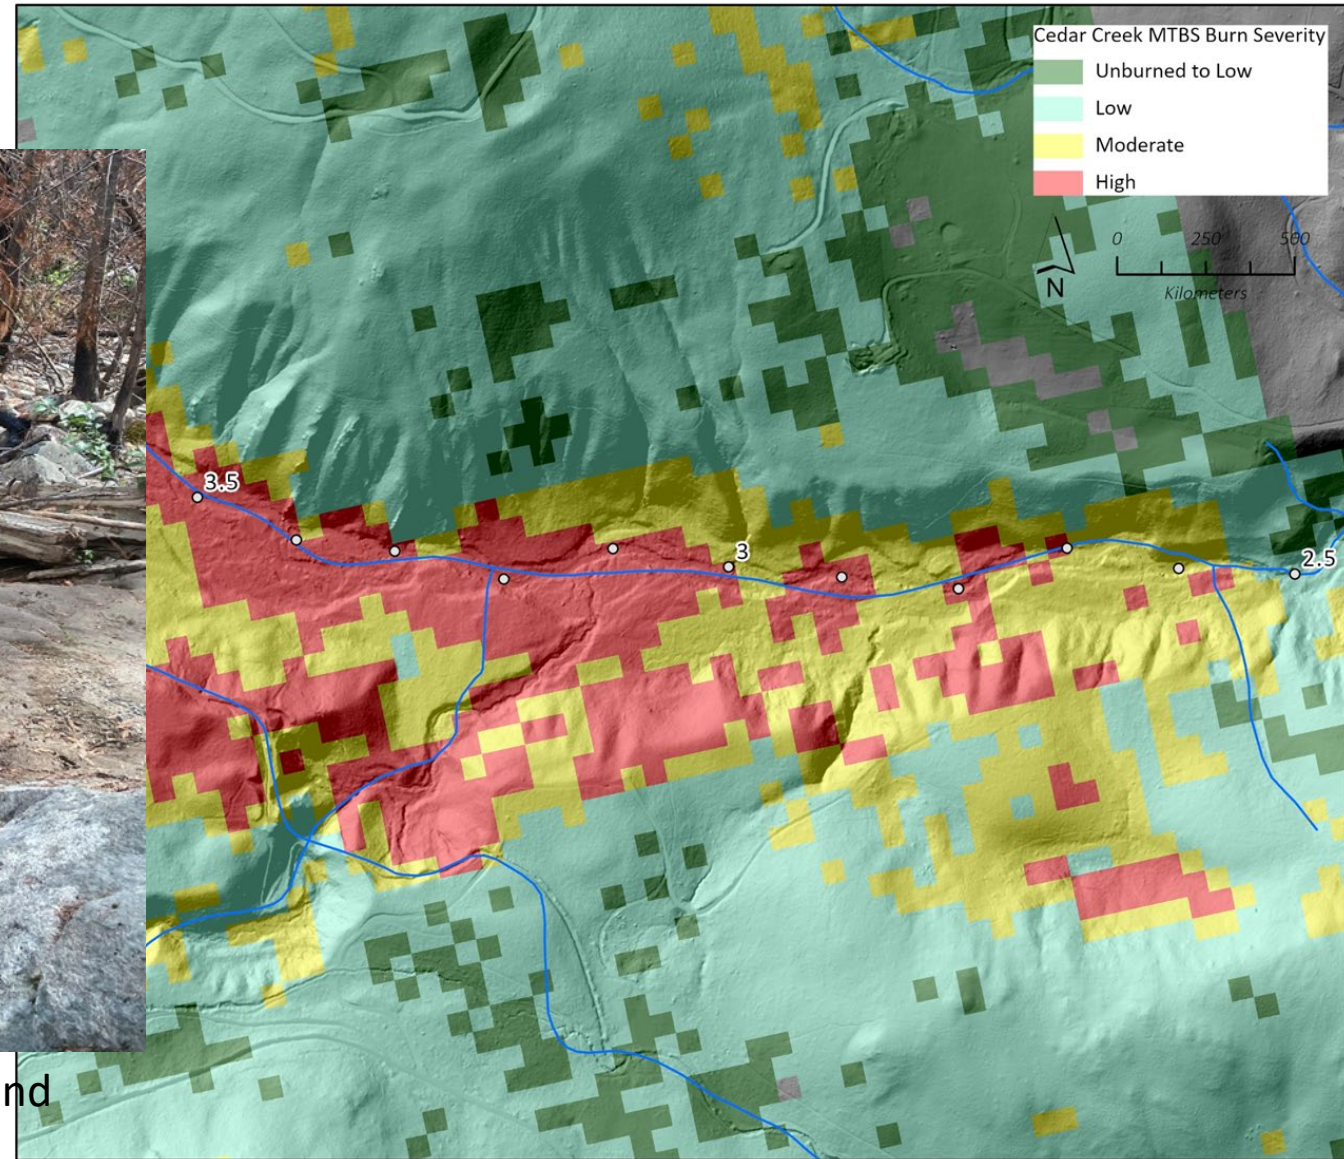 Cedar Creek MTBS Burn Severity
Unburned to Low
Low
Moderate
High
0 250 500
Kilometers
N
3.5
3
2.5
nd